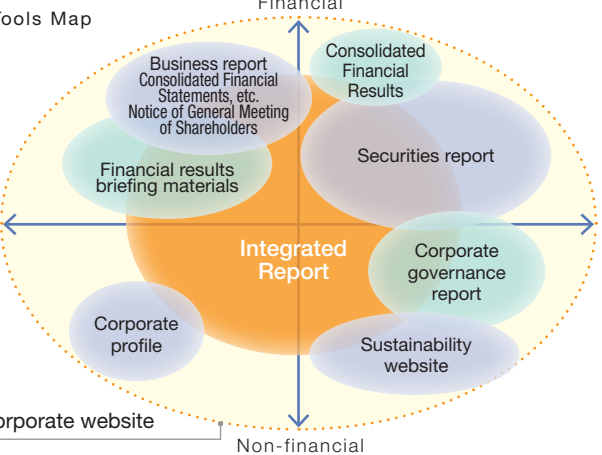 Financial
Tools Map
Consolidated
Financial
Results
Business report
Consolidated Financial
Statements, etc.
Notice of General Meeting
of Shareholders
Securities report
Financial results
briefing materials
Integrated
Report
Corporate
governance
report
Corporate
profile
Sustainability
website
orporate website
Non-financial